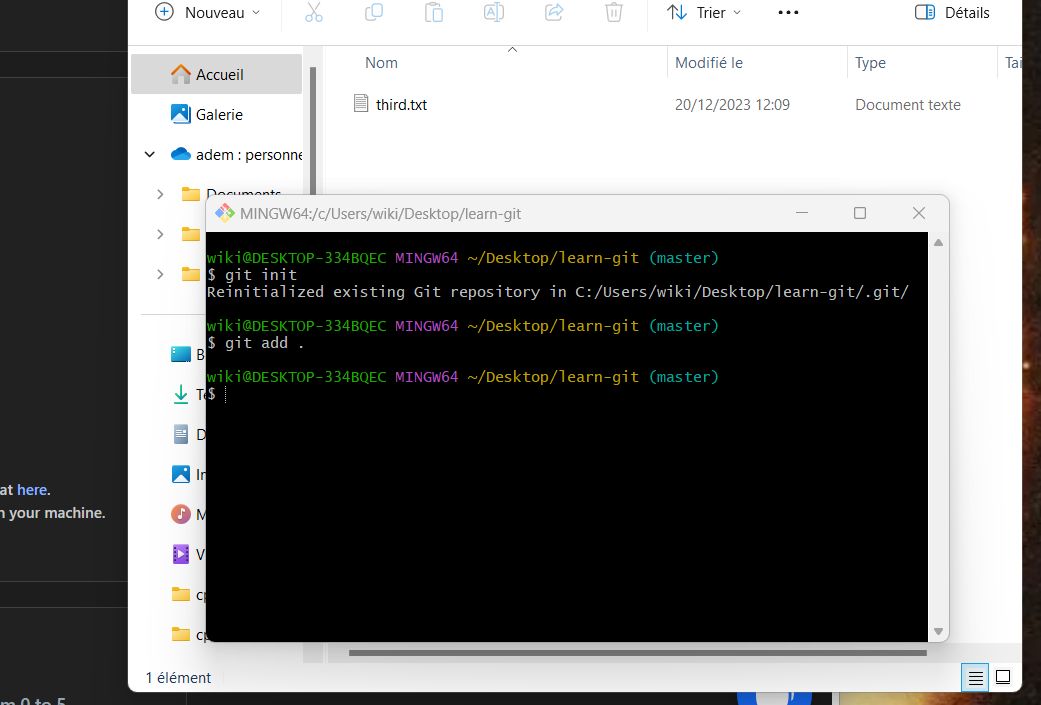 Nouveau
Trier
Détails
Accueil
Galerie
adem : personne
Documents
Nom
Modifié le
Type
Tai
third.txt
20/12/2023 12:09
Document texte
MINGW64:/c/Users/wiki/Desktop/learn-git
wiki@DESKTOP-334BQEC MINGW64 ~/Desktop/learn-git (master)
$ git init
Reinitialized existing Git repository in C:/Users/wiki/Desktop/learn-git/.git/
wiki@DESKTOP-334BQEC MINGW64 ~/Desktop/learn-git (master)
$ git add .
wiki@DESKTOP-334BQEC MINGW64 ~/Desktop/learn-git (master)
$
at here.
your machine.
1 élément
0 to 5